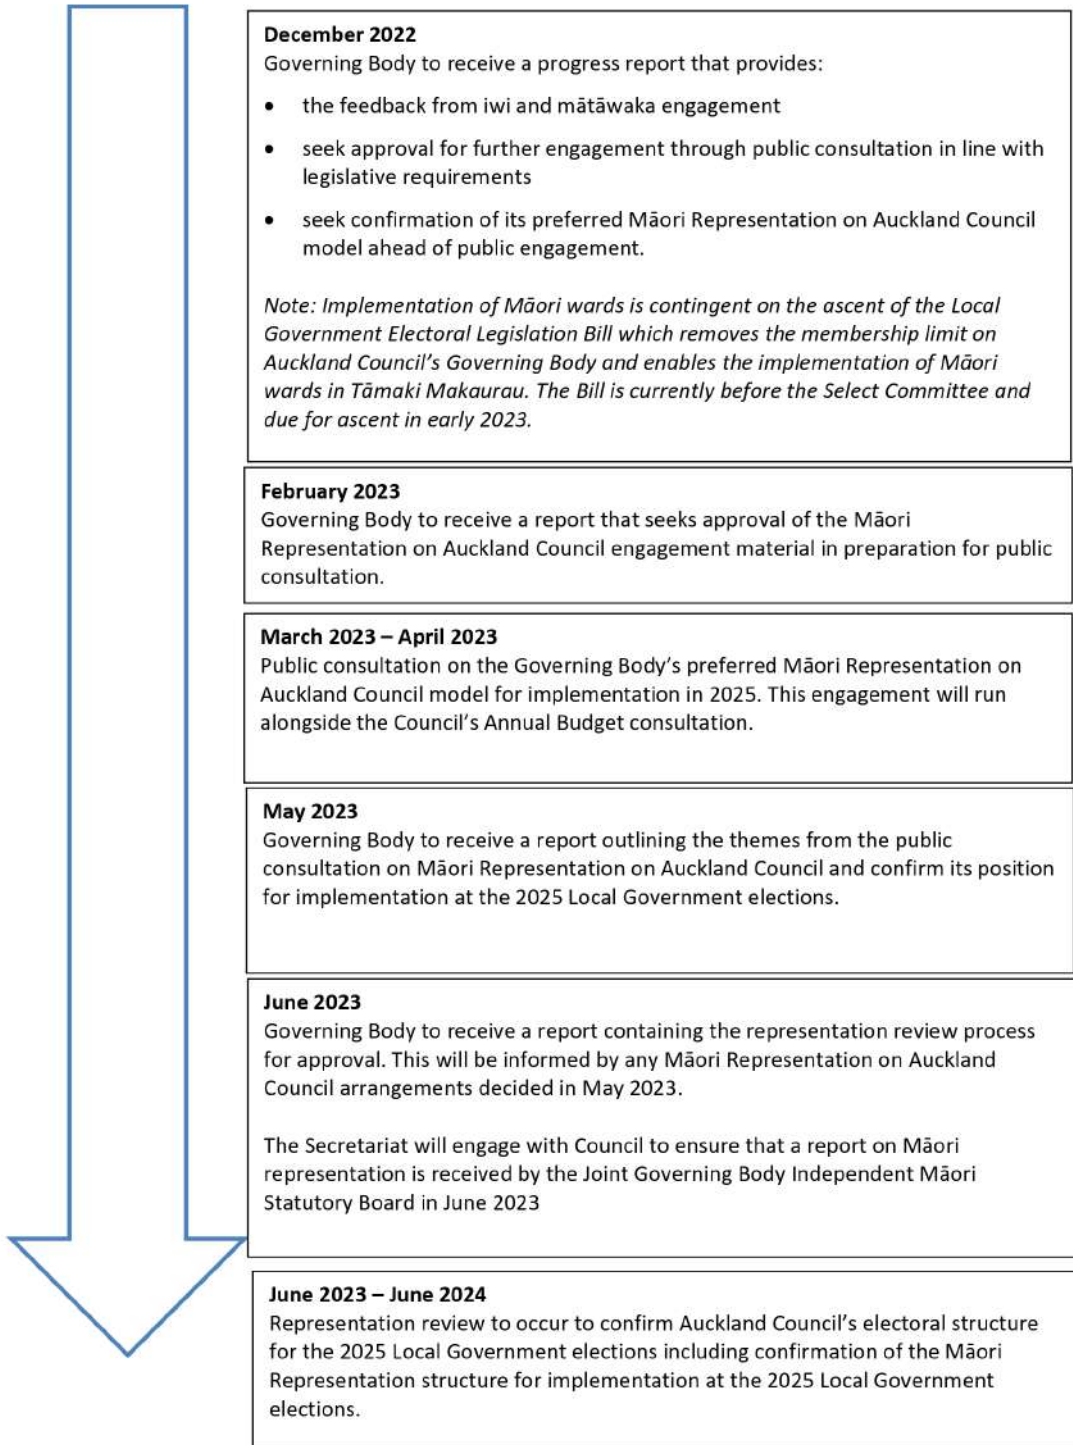 December 2022
Governing Body to receive a progress report that provides:
• the feedback from iwi and mātāwaka engagement
• seek approval for further engagement through public consultation in line with
legislative requirements
• seek confirmation of its preferred Māori Representation on Auckland Council
model ahead of public engagement.
Note: Implementation of Māori wards is contingent on the ascent of the Local
Government Electoral Legislation Bill which removes the membership limit on
Auckland Council's Governing Body and enables the implementation of Māori
wards in Tāmaki Makaurau. The Bill is currently before the Select Committee and
due for ascent in early 2023.
February 2023
Governing Body to receive a report that seeks approval of the Māori
Representation on Auckland Council engagement material in preparation for public
consultation.
March 2023 – April 2023
Public consultation on the Governing Body's preferred Māori Representation on
Auckland Council model for implementation in 2025. This engagement will run
alongside the Council's Annual Budget consultation.
May 2023
Governing Body to receive a report outlining the themes from the public
consultation on Māori Representation on Auckland Council and confirm its position
for implementation at the 2025 Local Government elections.
June 2023
Governing Body to receive a report containing the representation review process
for approval. This will be informed by any Māori Representation on Auckland
Council arrangements decided in May 2023.
The Secretariat will engage with Council to ensure that a report on Māori
representation is received by the Joint Governing Body Independent Māori
Statutory Board in June 2023
June 2023 – June 2024
Representation review to occur to confirm Auckland Council's electoral structure
for the 2025 Local Government elections including confirmation of the Māori
Representation structure for implementation at the 2025 Local Government
elections.